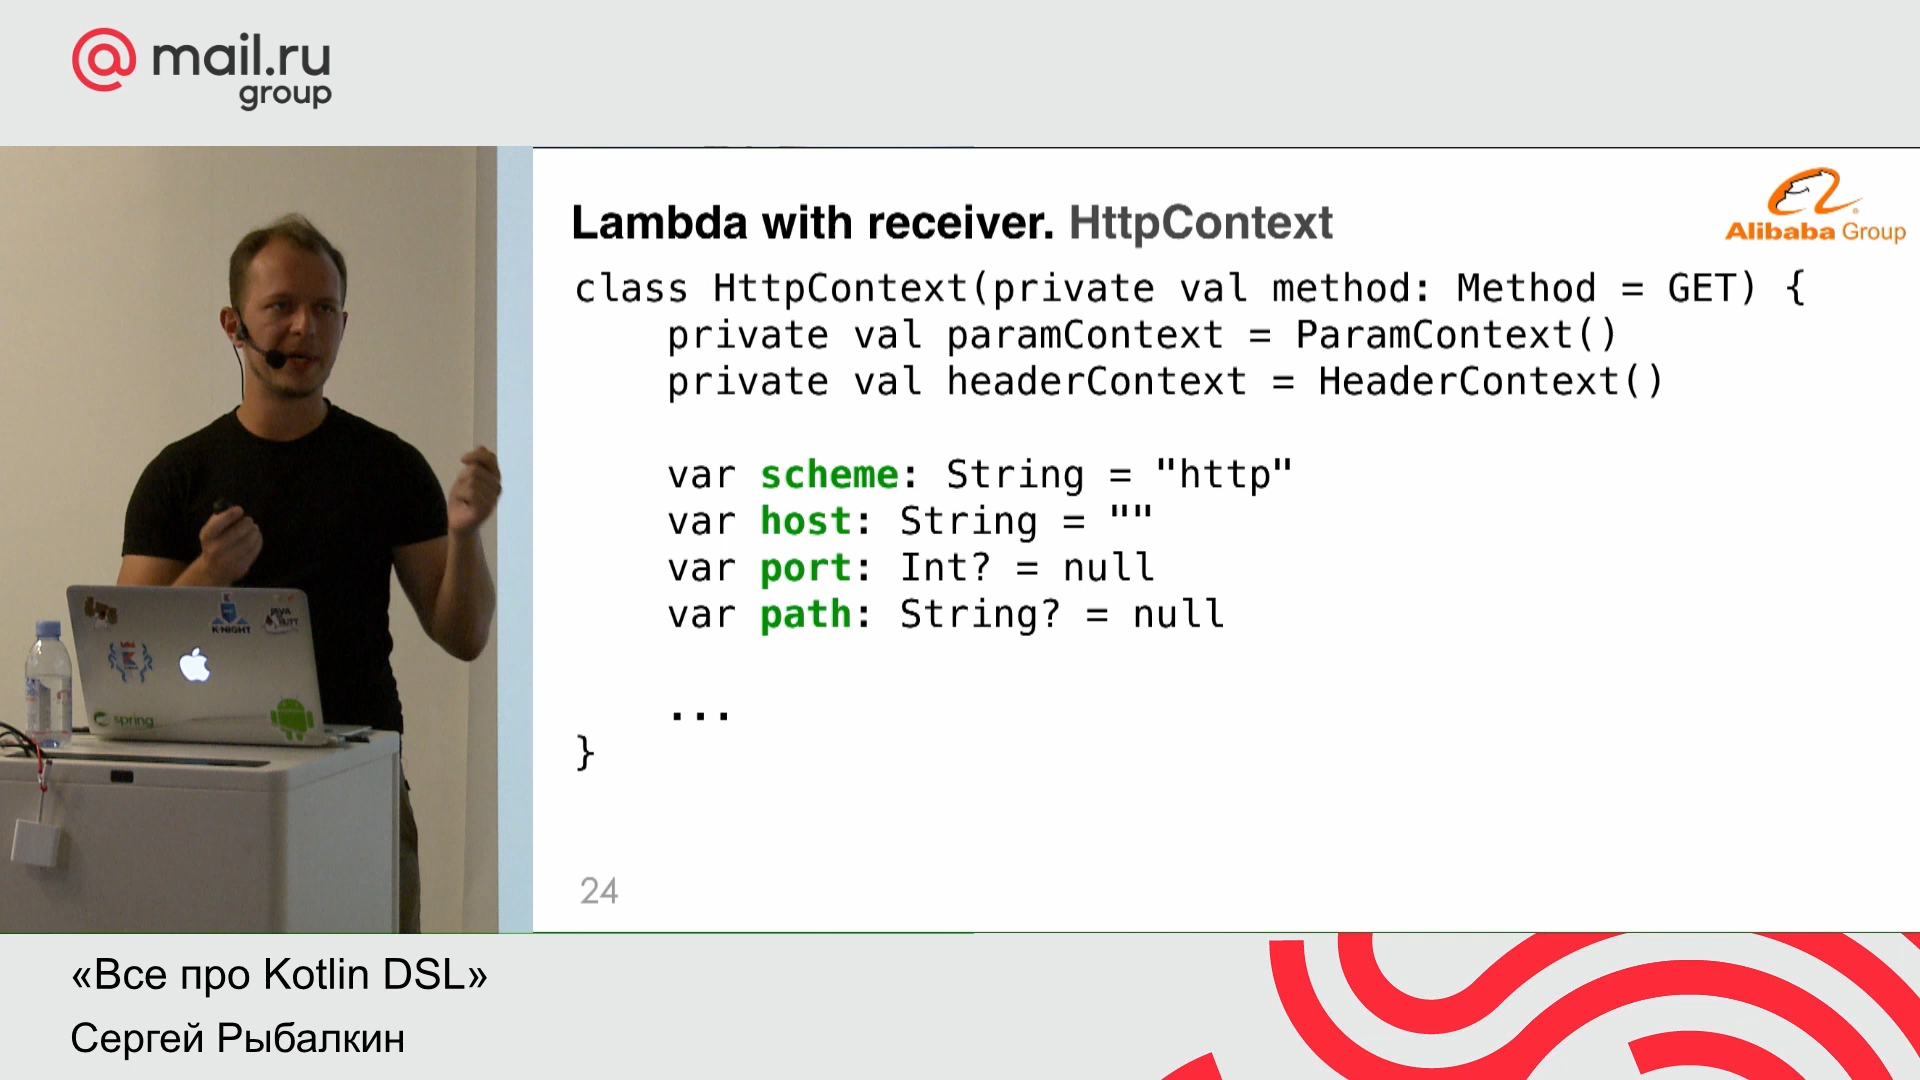 mail.ru
group
Lambda with receiver. HttpContext
Alibaba Group
class HttpContext(private val method: Method = GET) {
    private val paramContext = ParamContext()
    private val headerContext = HeaderContext()
    var scheme: String = "http"
    var host: String = ""
    var port: Int? = null
    var path: String? = null
    ...
}
24
K·NIGHT
spring
«Все про Kotlin DSL»
Сергей Рыбалкин